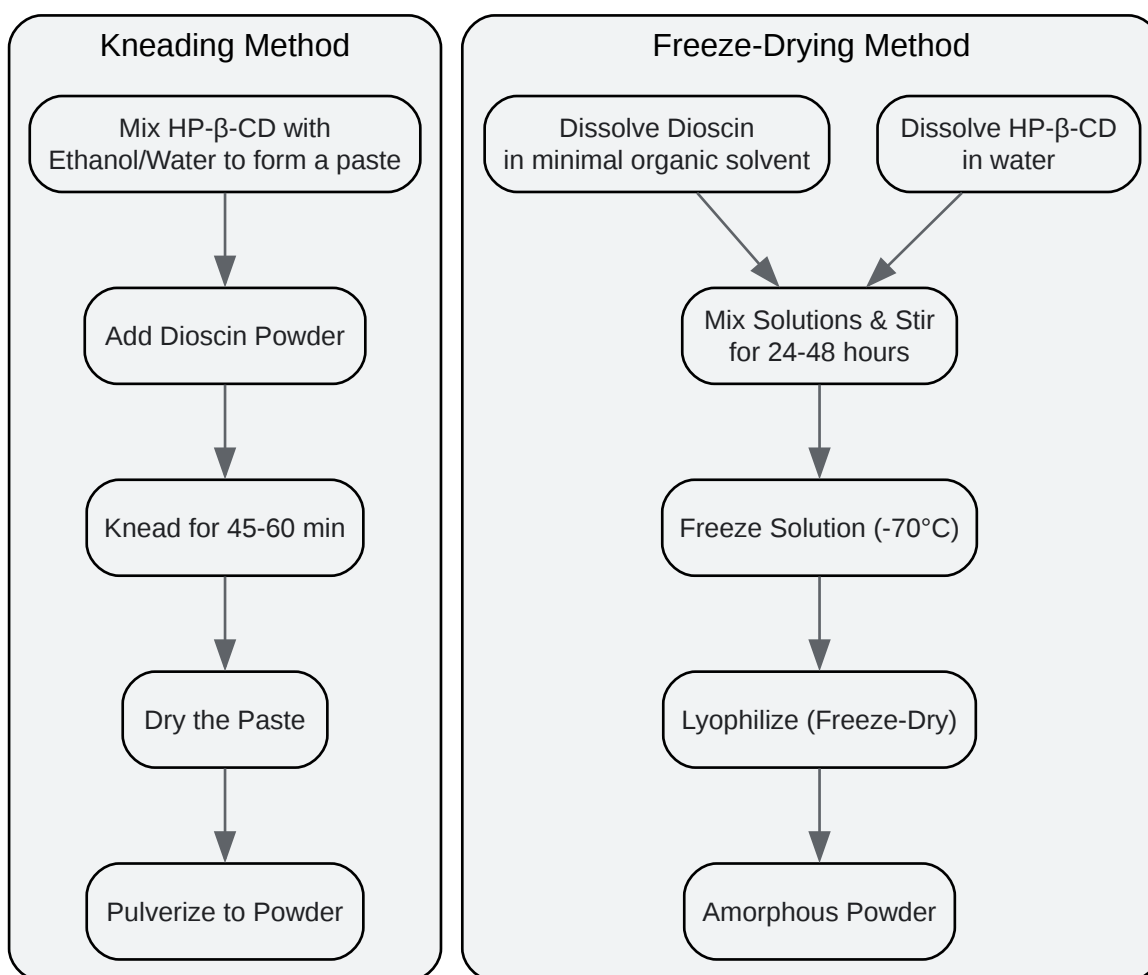 Kneading Method
Mix HP-β-CD with
Ethanol/Water to form a paste
Add Dioscin Powder
Knead for 45-60 min
Dry the Paste
Pulverize to Powder
Freeze-Drying Method
Dissolve Dioscin
in minimal organic solvent
Dissolve HP-β-CD
in water
Mix Solutions & Stir
for 24-48 hours
Freeze Solution (-70°C)
Lyophilize (Freeze-Dry)
Amorphous Powder